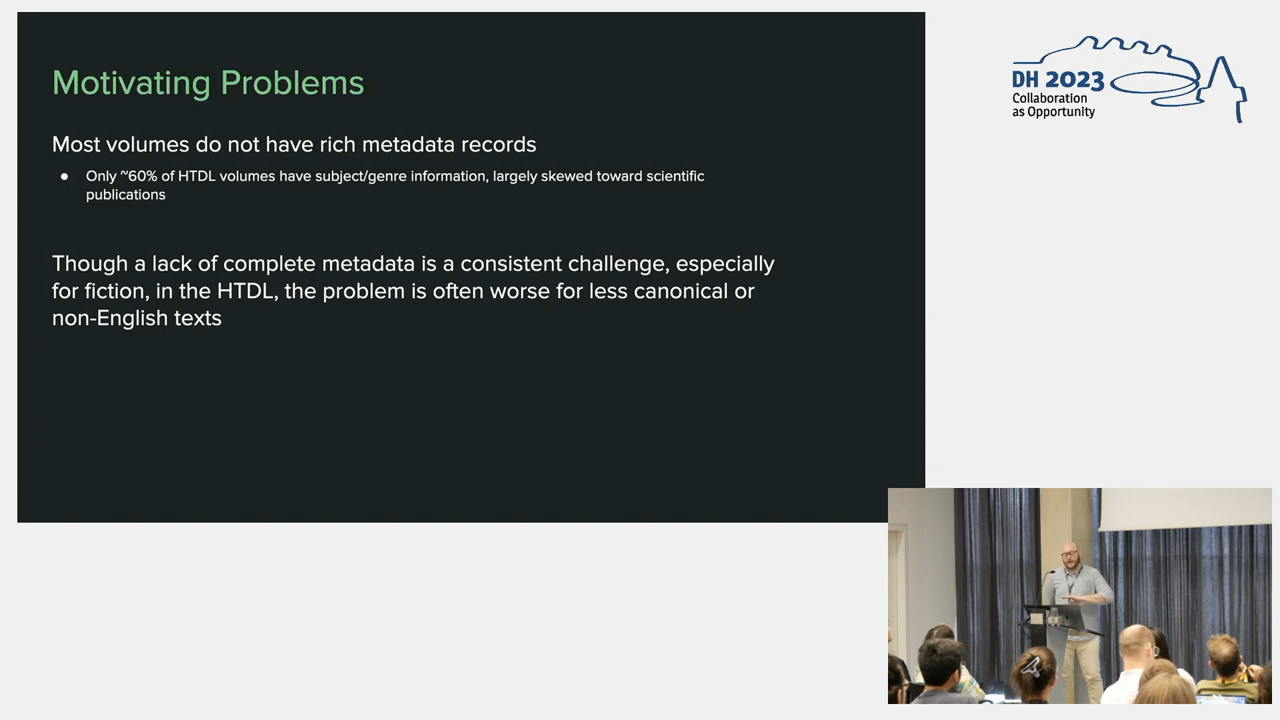 Motivating Problems
Most volumes do not have rich metadata records
● Only ~60% of HTDL volumes have subject/genre information, largely skewed toward scientific
publications
Though a lack of complete metadata is a consistent challenge, especially
for fiction, in the HTDL, the problem is often worse for less canonical or
non-English texts
DH 2023
Collaboration
as Opportunity